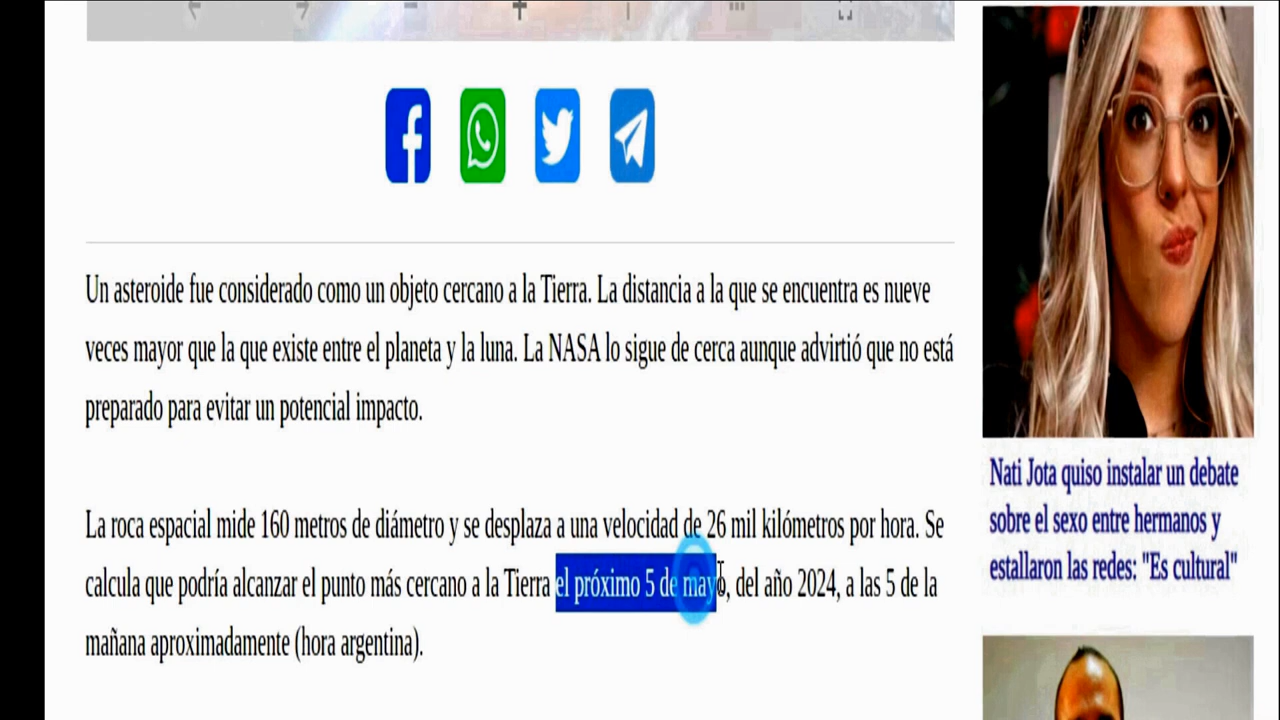 Un asteroide fue considerado como un objeto cercano a la Tierra. La distancia a la que se encuentra es nueve
veces mayor que la que existe entre el planeta y la luna. La NASA lo sigue de cerca aunque advirtió que no está
preparado para evitar un potencial impacto.
La roca espacial mide 160 metros de diámetro y se desplaza a una velocidad de 26 mil kilómetros por hora. Se
calcula que podría alcanzar el punto más cercano a la Tierra el próximo 5 de mayo, del año 2024, a las 5 de la
mañana aproximadamente (hora argentina).
Nati Jota quiso instalar un debate
sobre el sexo entre hermanos y
estallaron las redes: "Es cultural"